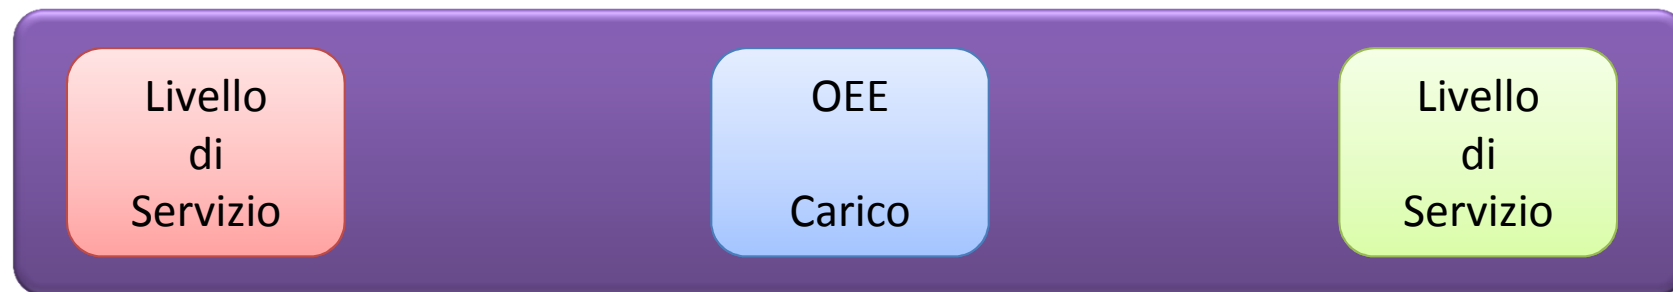 Livello
di
Servizio
OEE
Carico
Livello
di
Servizio